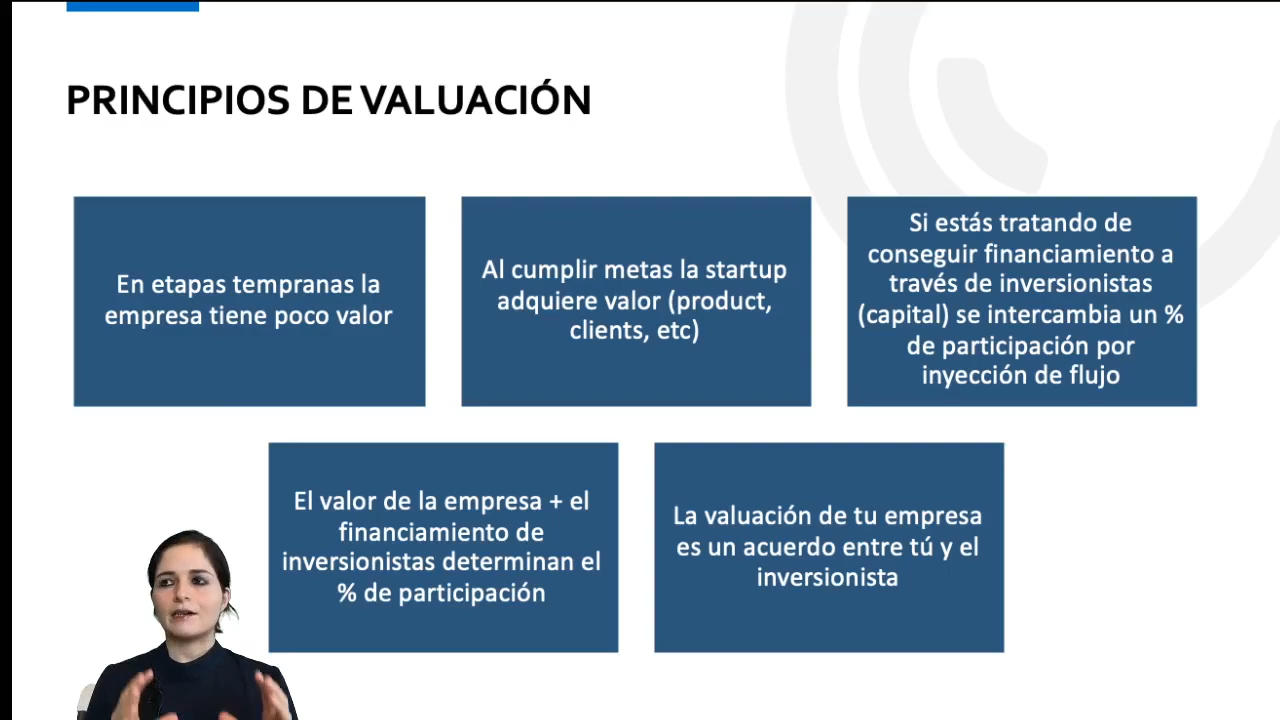 PRINCIPIOS DE VALUACIÓN
En etapas tempranas la
empresa tiene poco valor
Al cumplir metas la startup
adquiere valor (product,
clients, etc)
Si estás tratando de
conseguir financiamiento a
través de inversionistas
(capital) se intercambia un %
de participación por
inyección de flujo
El valor de la empresa + el
financiamiento de
inversionistas determinan el
% de participación
La valuación de tu empresa
es un acuerdo entre tú y el
inversionista